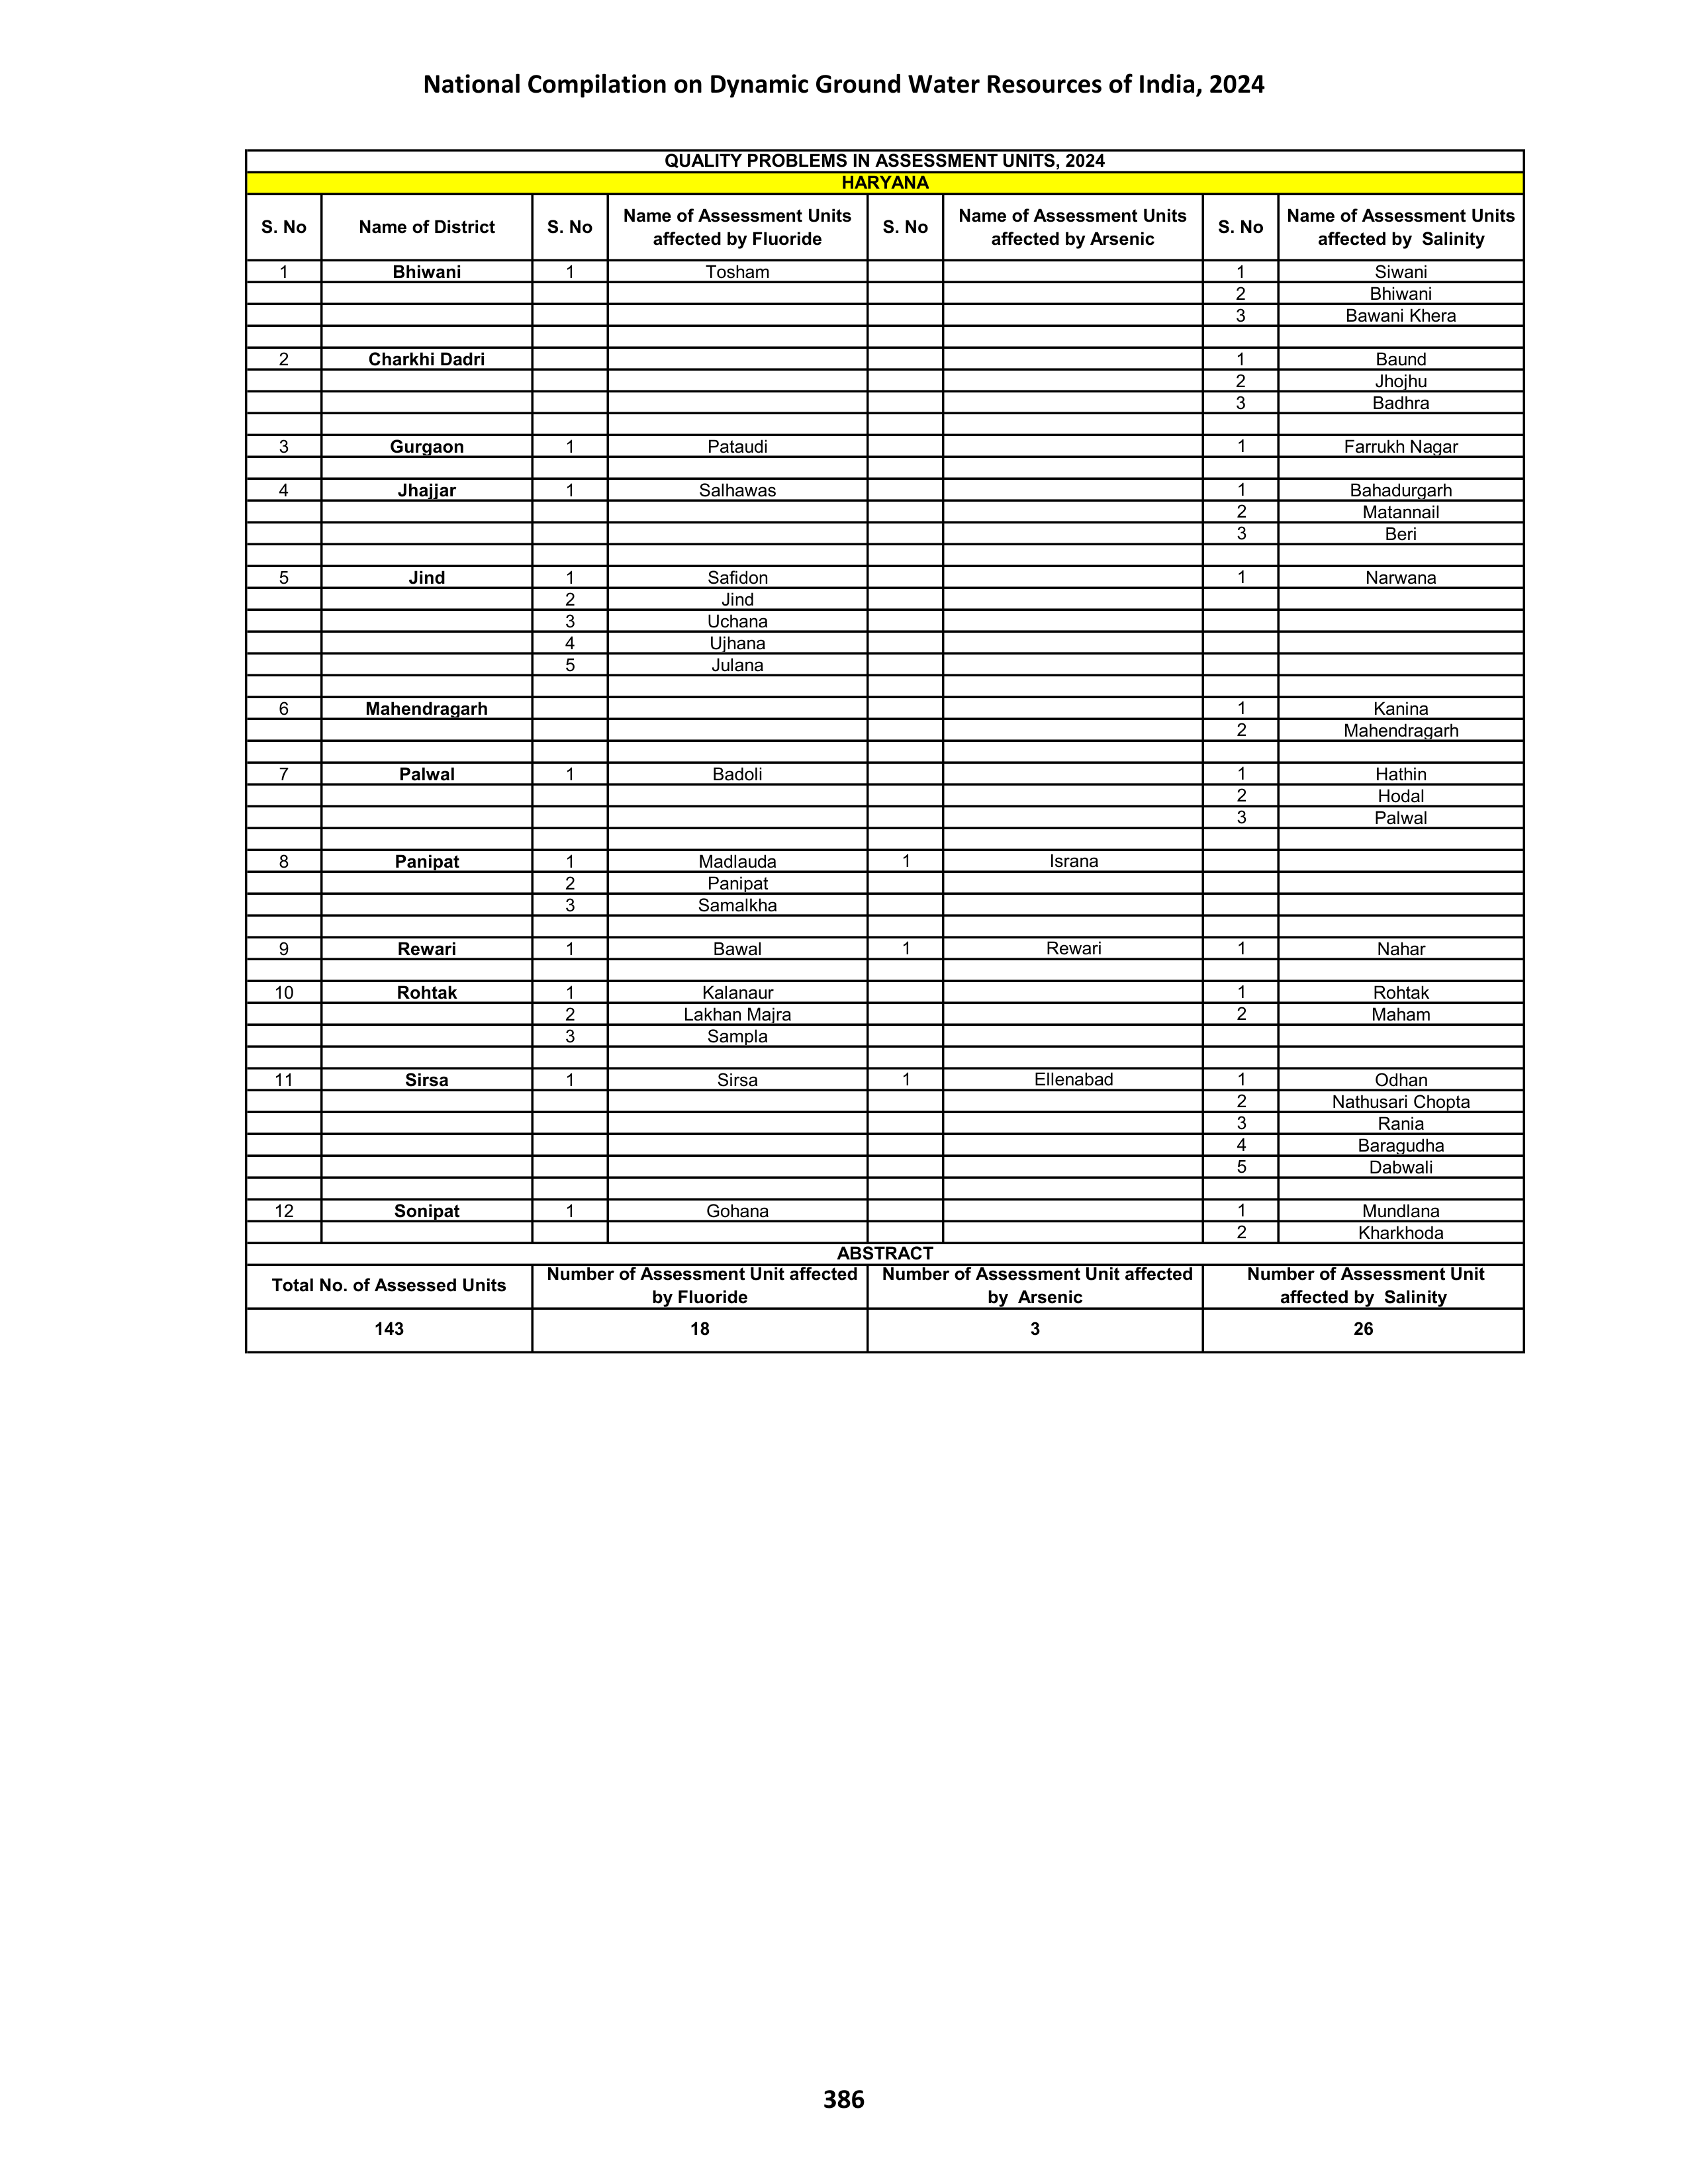 National Compilation on Dynamic Ground Water Resources of India, 2024
QUALITY PROBLEMS IN ASSESSMENT UNITS, 2024
HARYANA
S. No Name of District S. No Name of Assessment Units affected by Fluoride S. No Name of Assessment Units affected by Arsenic S. No Name of Assessment Units affected by Salinity
1 Bhiwani 1 Tosham 1 Siwani
2 Bhiwani
3 Bawani Khera
2 Charkhi Dadri 1 Baund
2 Jhojhu
3 Badhra
3 Gurgaon 1 Pataudi 1 Farrukh Nagar
4 Jhajjar 1 Salhawas 1 Bahadurgarh
2 Matannail
3 Beri
5 Jind 1 Safidon 1 Narwana
2 Jind
3 Uchana
4 Ujhana
5 Julana
6 Mahendragarh 1 Kanina
2 Mahendragarh
7 Palwal 1 Badoli 1 Hathin
2 Hodal
3 Palwal
8 Panipat 1 Madlauda 1 Israna
2 Panipat
3 Samalkha
9 Rewari 1 Bawal 1 Rewari 1 Nahar
10 Rohtak 1 Kalanaur 1 Rohtak
2 Lakhan Majra 2 Maham
3 Sampla
11 Sirsa 1 Sirsa 1 Ellenabad 1 Odhan
2 Nathusari Chopta
3 Rania
4 Baragudha
5 Dabwali
12 Sonipat 1 Gohana 1 Mundlana
2 Kharkhoda
ABSTRACT
Total No. of Assessed Units Number of Assessment Unit affected by Fluoride Number of Assessment Unit affected by Arsenic Number of Assessment Unit affected by Salinity
143 18 3 26
386